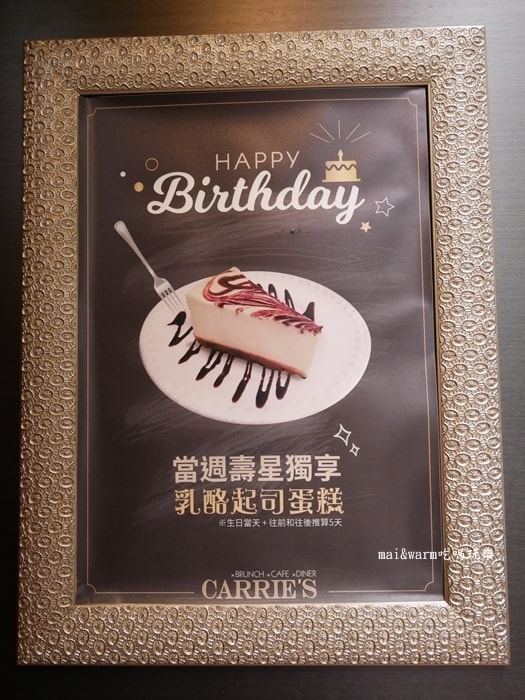 HAPPY
Birthday
當週壽星獨享
乳酪起司蛋糕
※生日當天+往前和往後推算5天
mai&warm吃喝玩樂
×BRUNCH ×CAFE ×DINER
CARRIE'S